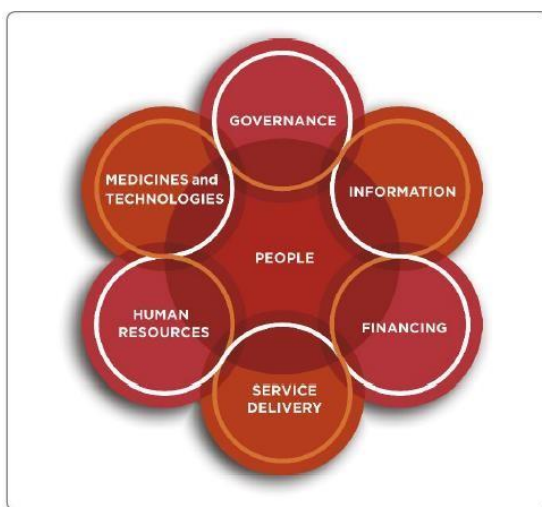 GOVERNANCE
MEDICINES and
TECHNOLOGIES
INFORMATION
PEOPLE
HUMAN
RESOURCES
FINANCING
SERVICE
DELIVERY